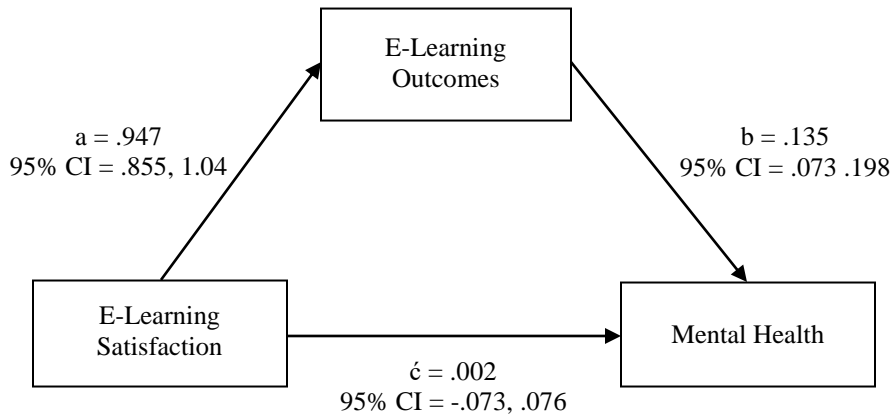 E-Learning
Outcomes
a = .947
95% CI = .855, 1.04
b = .135
95% CI = .073 .198
E-Learning
Satisfaction
Mental Health
ć = .002
95% CI = -.073, .076